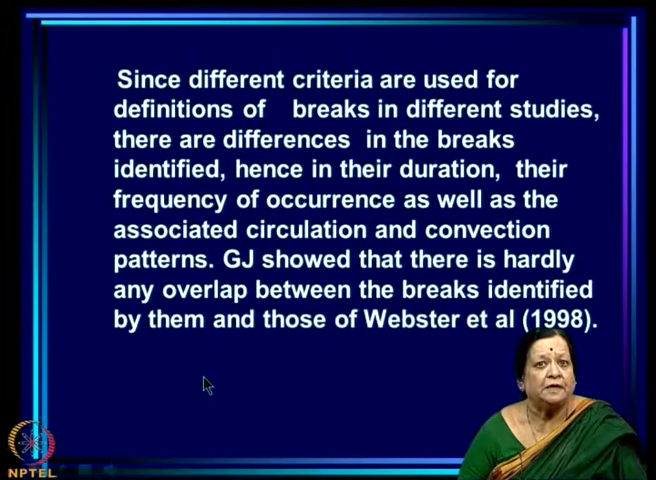 Since different criteria are used for
definitions of breaks in different studies,
there are differences in the breaks
identified, hence in their duration, their
frequency of occurrence as well as the
associated circulation and convection
patterns. GJ showed that there is hardly
any overlap between the breaks identified
by them and those of Webster et al (1998).
NPTEL